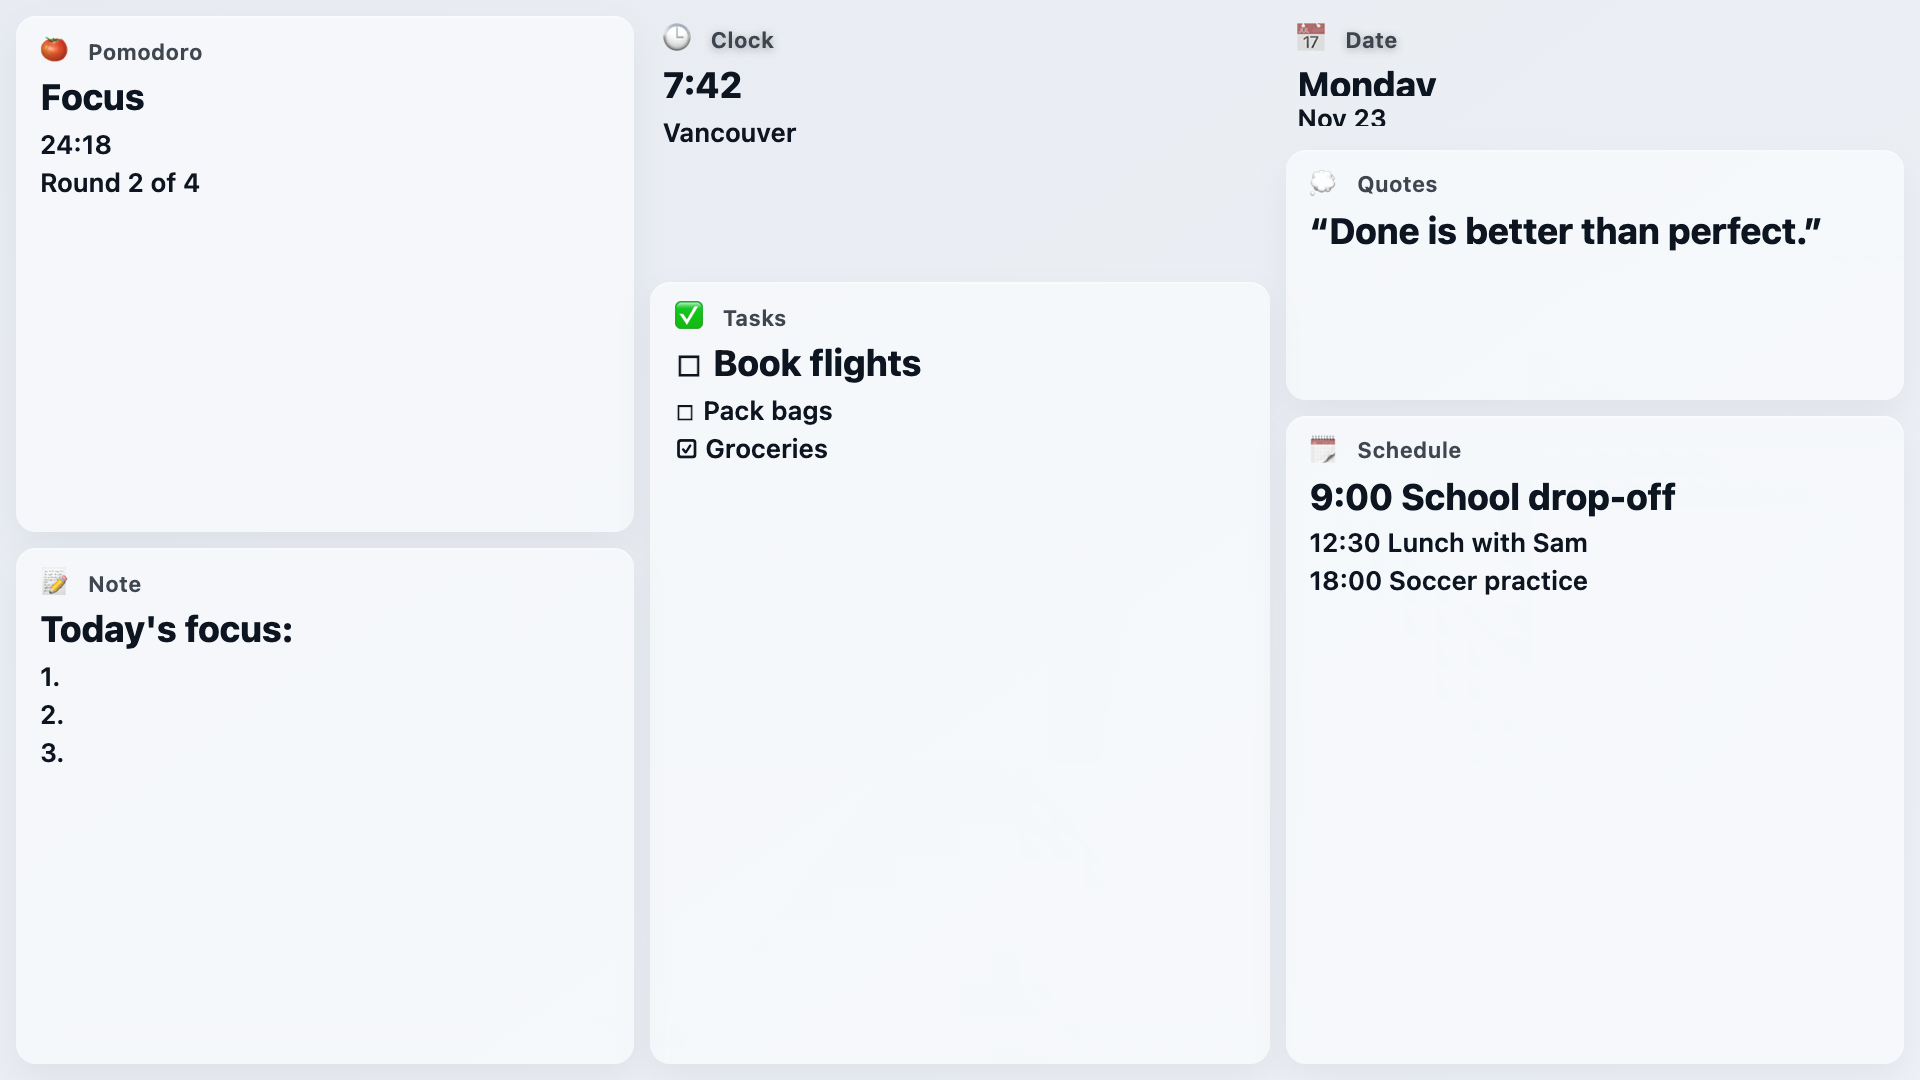 Pomodoro
Focus
24:18
Round 2 of 4
Note
Today's focus:
1.
2.
3.
Clock
7:42
Vancouver
Tasks
☐ Book flights
☐ Pack bags
☑ Groceries
17
Date
Monday
Nov 23
Quotes
“Done is better than perfect.”
Schedule
9:00 School drop-off
12:30 Lunch with Sam
18:00 Soccer practice